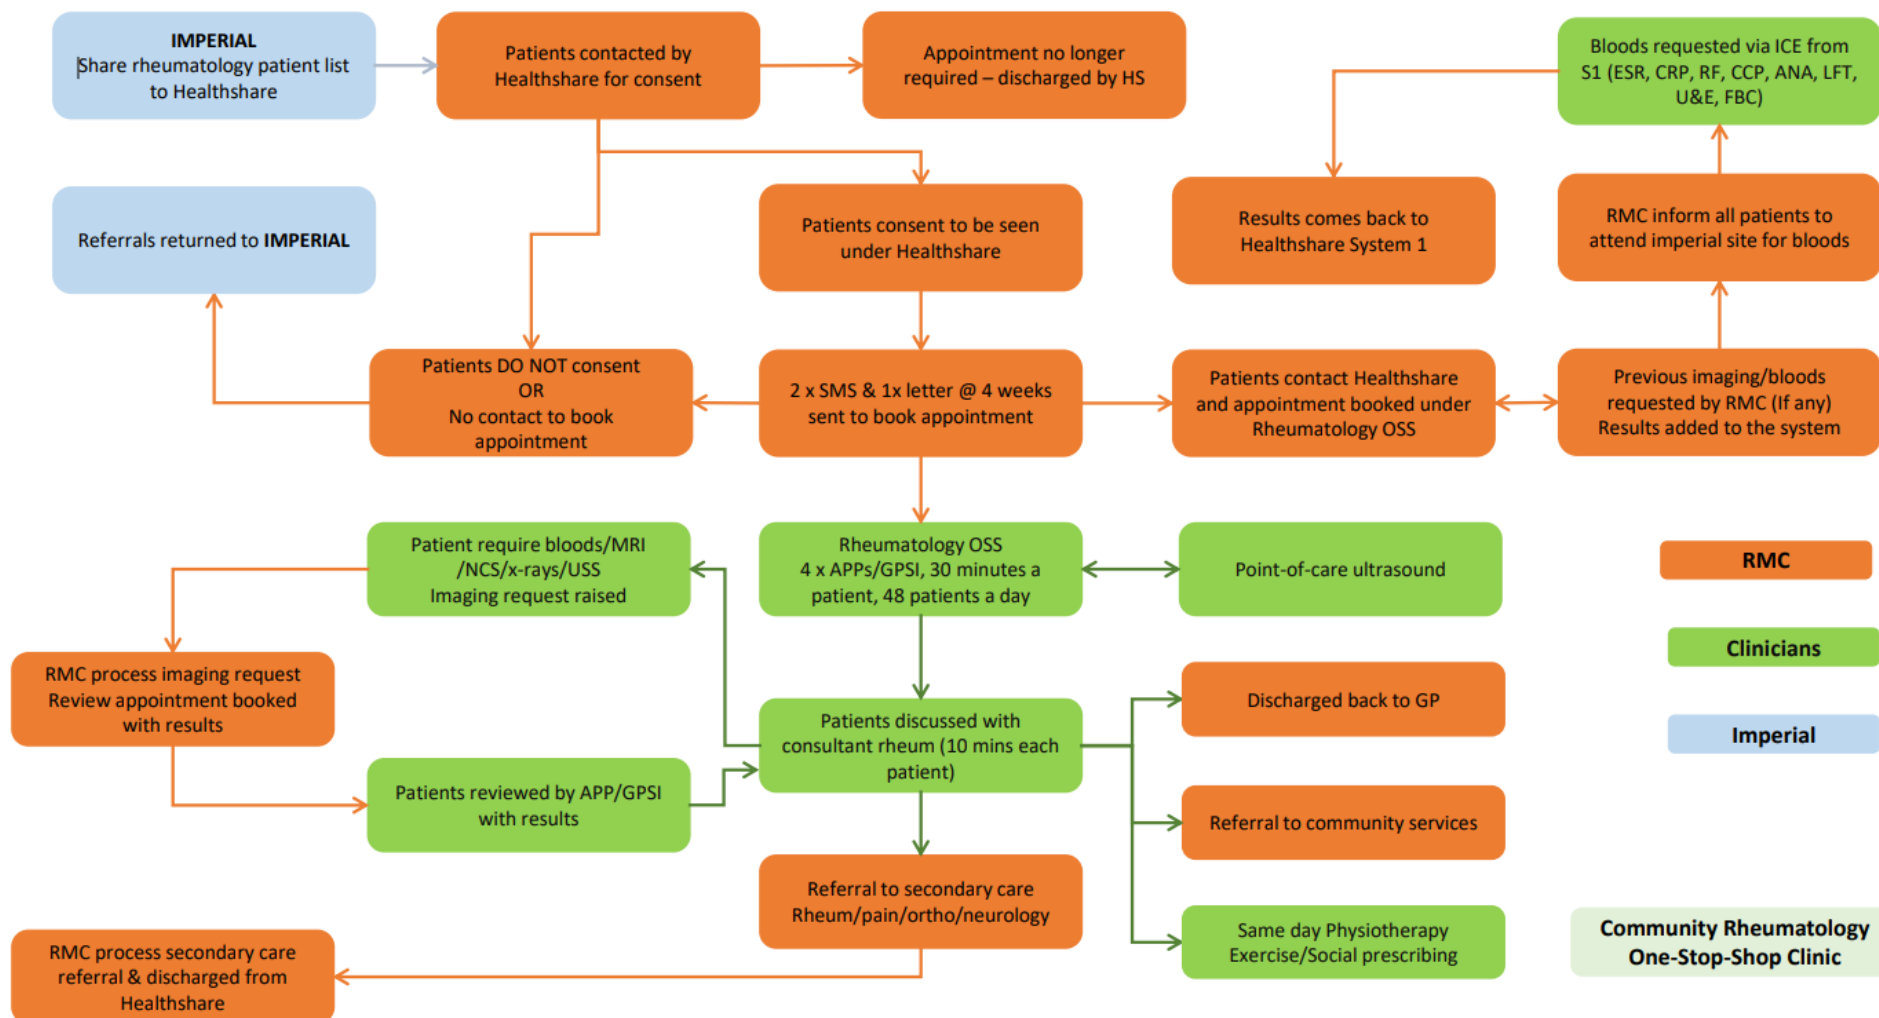 IMPERIAL
Share rheumatology patient list
to Healthshare
Patients contacted by
Healthshare for consent
Appointment no longer
required – discharged by HS
Bloods requested via ICE from
S1 (ESR, CRP, RF, CCP, ANA, LFT,
U&E, FBC)
Referrals returned to IMPERIAL
Patients consent to be seen
under Healthshare
Results comes back to
Healthshare System 1
RMC inform all patients to
attend imperial site for bloods
Patients DO NOT consent
OR
No contact to book
appointment
2 x SMS & 1x letter @ 4 weeks
sent to book appointment
Patients contact Healthshare
and appointment booked under
Rheumatology OSS
Previous imaging/bloods
requested by RMC (If any)
Results added to the system
Patient require bloods/MRI
/NCS/x-rays/USS
Imaging request raised
Rheumatology OSS
4 x APPs/GPSI, 30 minutes a
patient, 48 patients a day
Point-of-care ultrasound
RMC
Clinicians
Imperial
RMC process imaging request
Review appointment booked
with results
Patients discussed with
consultant rheum (10 mins each
patient)
Discharged back to GP
Patients reviewed by APP/GPSI
with results
Referral to community services
Referral to secondary care
Rheum/pain/ortho/neurology
Same day Physiotherapy
Exercise/Social prescribing
RMC process secondary care
referral & discharged from
Healthshare
Community Rheumatology
One-Stop-Shop Clinic